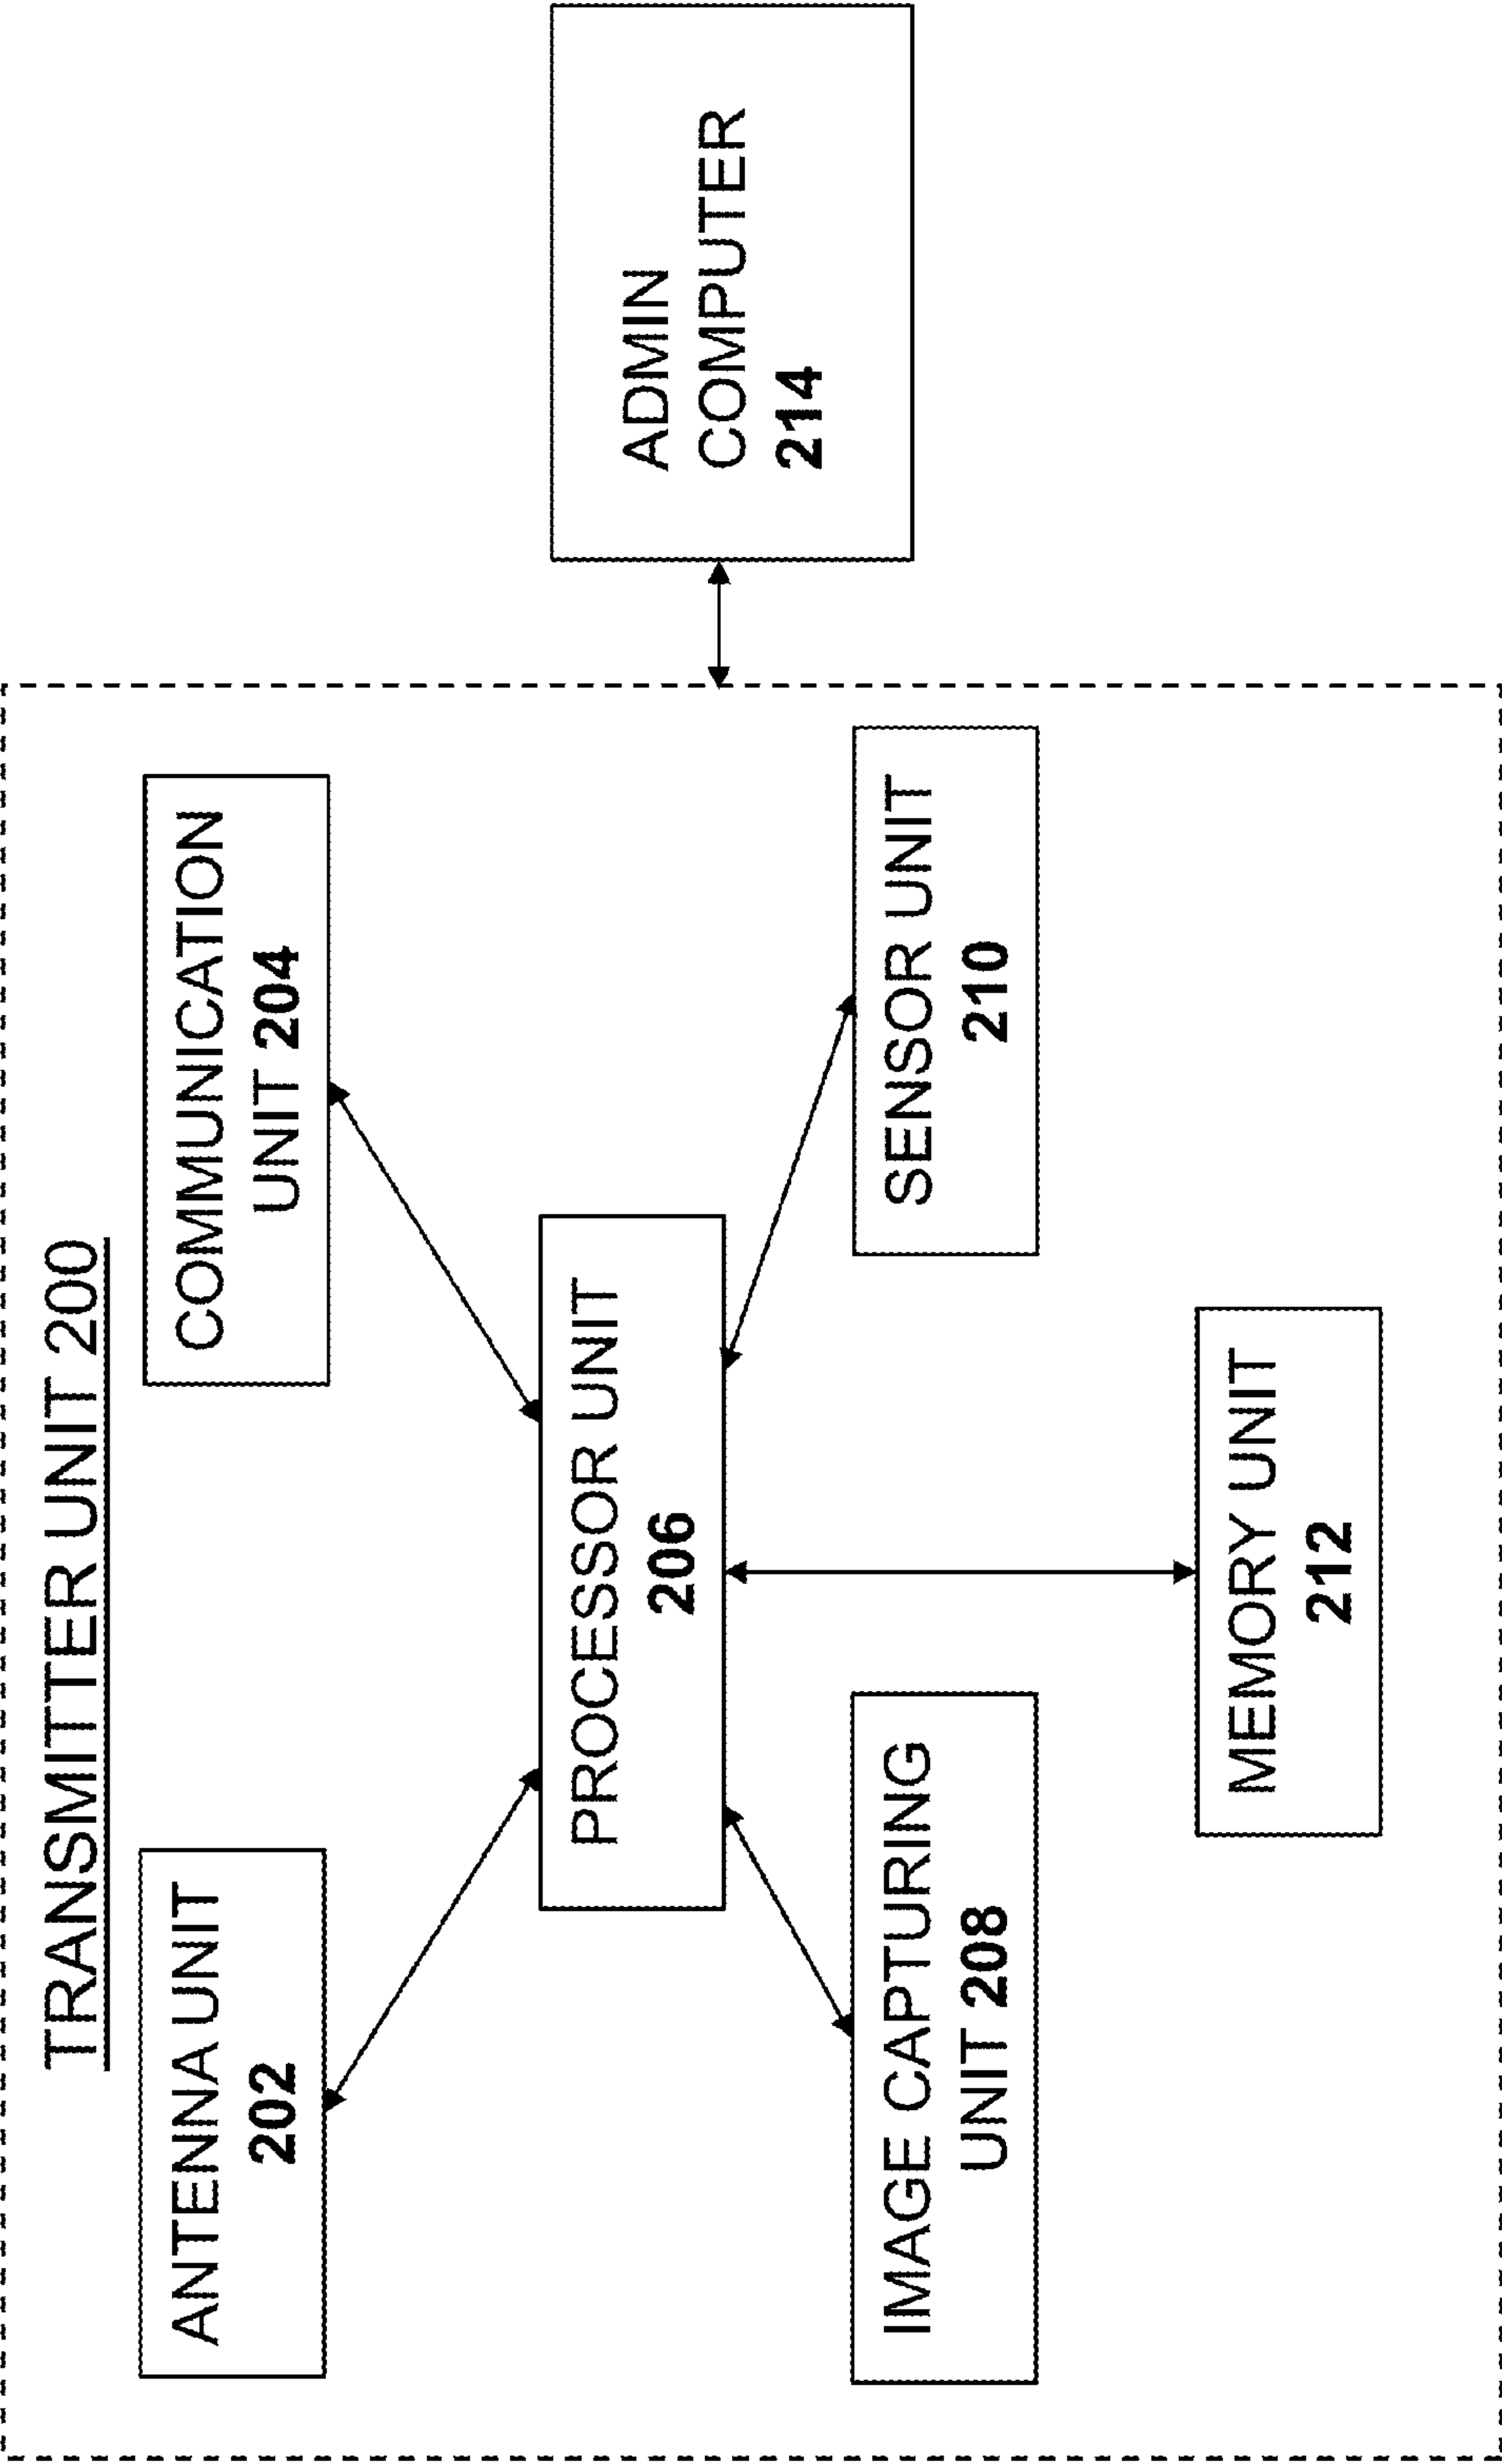 TRANSMITTER UNIT 200
ANTENNA UNIT
202
COMMUNICATION
UNIT 204
PROCESSOR UNIT
206
IMAGE CAPTURING
UNIT 208
SENSOR UNIT
210
MEMORY UNIT
212
ADMIN
COMPUTER
214